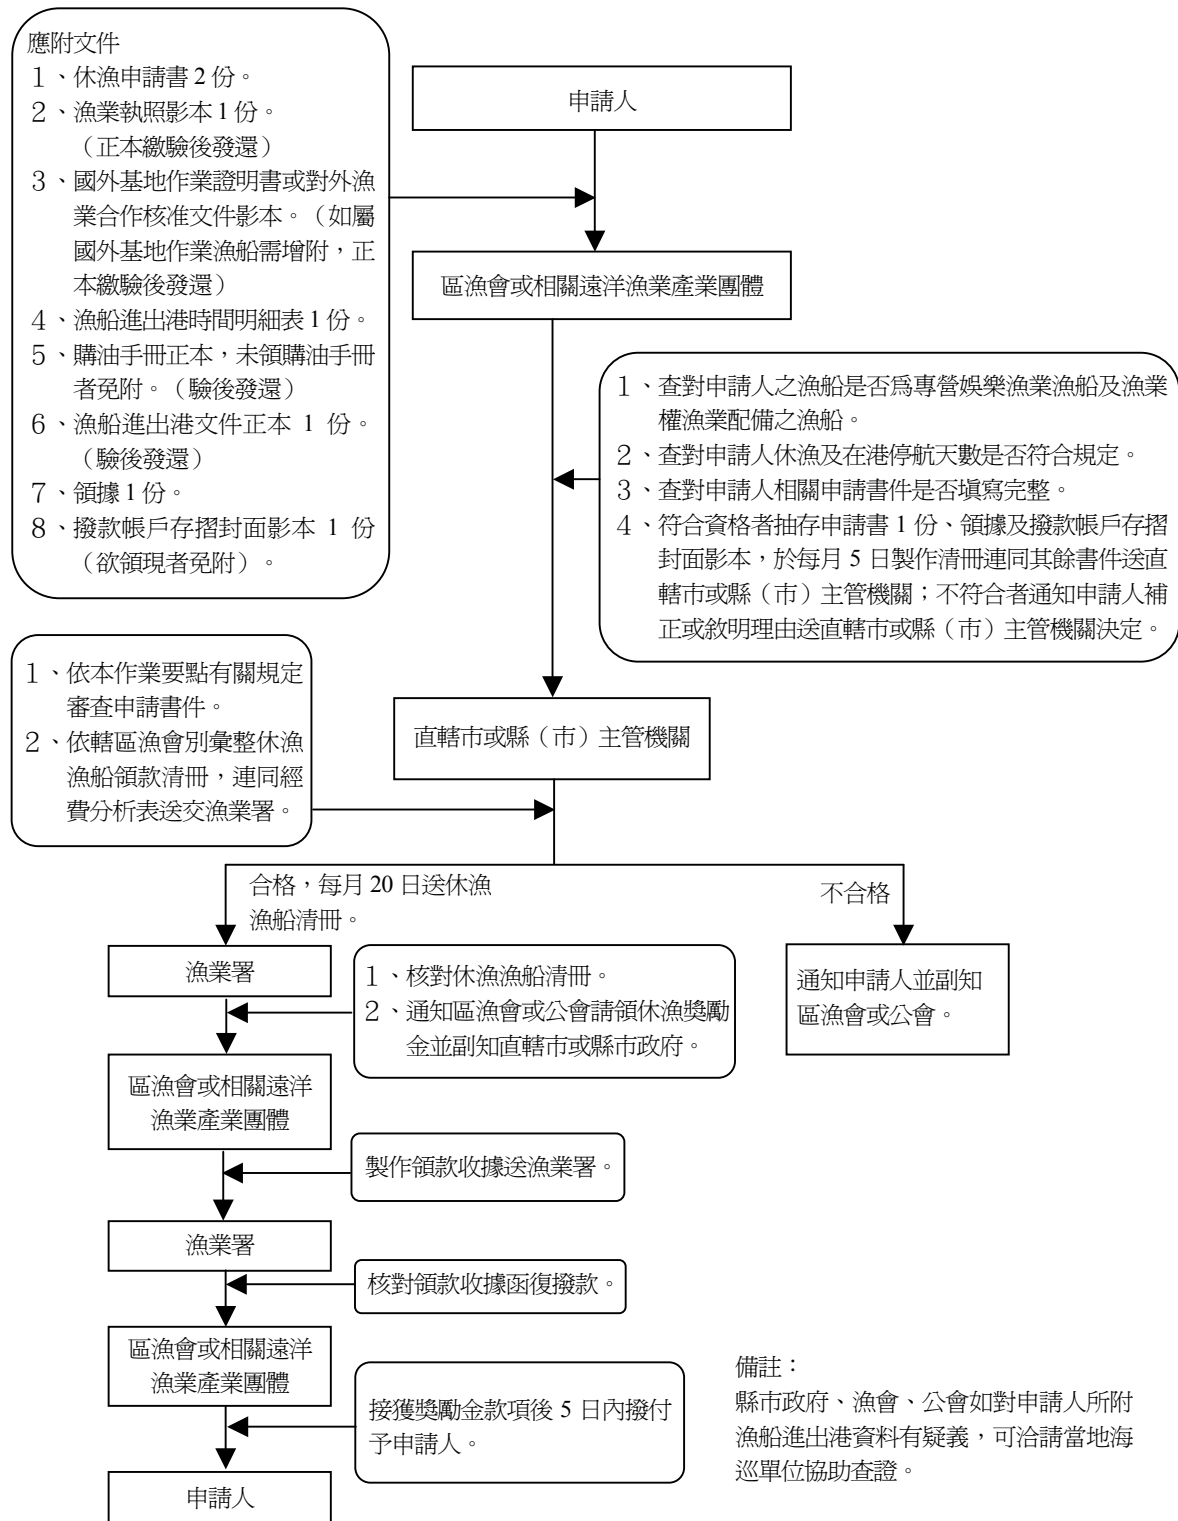 應附文件
１、休漁申請書 2 份。
２、漁業執照影本 1 份。
（正本繳驗後發還）
３、國外基地作業證明書或對外漁
業合作核准文件影本。（如屬
國外基地作業漁船需增附，正
本繳驗後發還）
４、漁船進出港時間明細表 1 份。
５、購油手冊正本，未領購油手冊
者免附。（驗後發還）
６、漁船進出港文件正本 1 份。
（驗後發還）
７、領據 1 份。
８、撥款帳戶存摺封面影本 1 份
（欲領現者免附）。
申請人
區漁會或相關遠洋漁業產業團體
１、查對申請人之漁船是否為專營娛樂漁業漁船及漁業
權漁業配備之漁船。
２、查對申請人休漁及在港停航天數是否符合規定。
３、查對申請人相關申請書件是否填寫完整。
４、符合資格者抽存申請書 1 份、領據及撥款帳戶存摺
封面影本，於每月 5 日製作清冊連同其餘書件送直
轄市或縣（市）主管機關；不符合者通知申請人補
正或敘明理由送直轄市或縣（市）主管機關決定。
１、依本作業要點有關規定
審查申請書件。
２、依轄區漁會別彙整休漁
漁船領款清冊，連同經
費分析表送交漁業署。
直轄市或縣（市）主管機關
合格，每月 20 日送休漁
漁船清冊。
不合格
漁業署
１、核對休漁漁船清冊。
２、通知區漁會或公會請領休漁獎勵
金並副知直轄市或縣市政府。
通知申請人並副知
區漁會或公會。
區漁會或相關遠洋
漁業產業團體
製作領款收據送漁業署。
漁業署
核對領款收據函復撥款。
區漁會或相關遠洋
漁業產業團體
接獲獎勵金款項後 5 日內撥付
予申請人。
申請人
備註：
縣市政府、漁會、公會如對申請人所附
漁船進出港資料有疑義，可洽請當地海
巡單位協助查證。